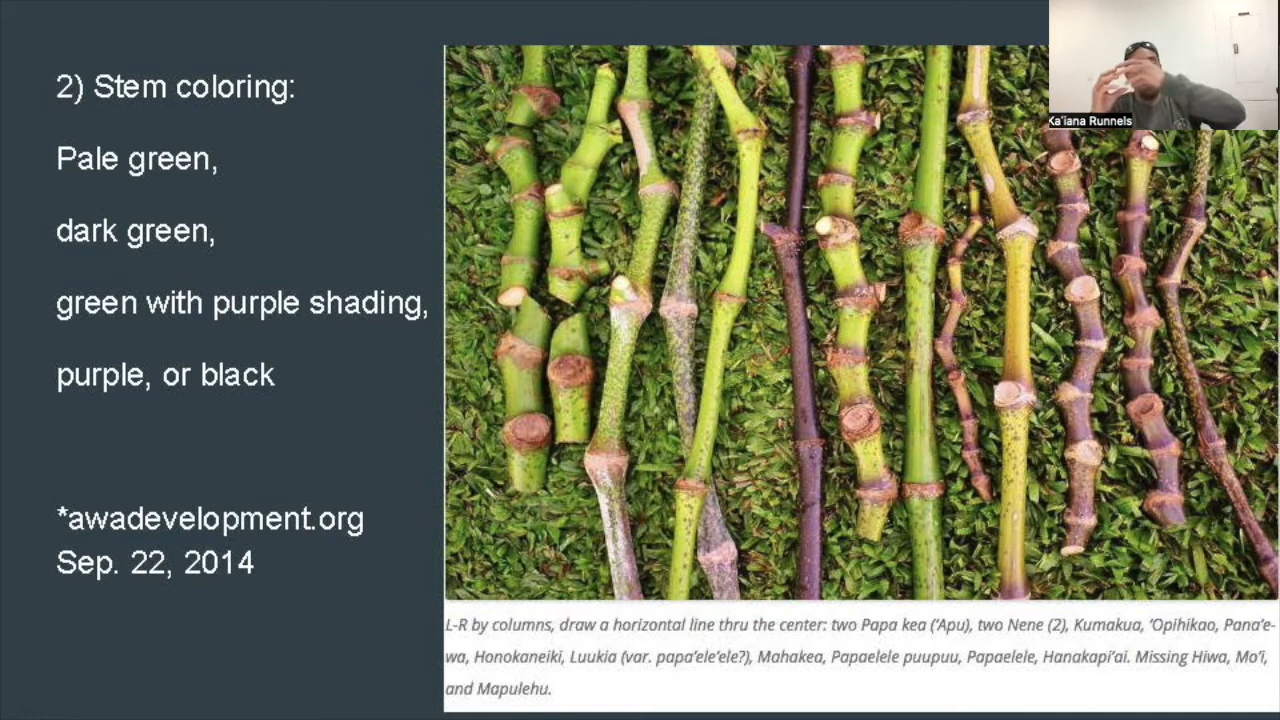 2) Stem coloring:
Pale green,
dark green,
green with purple shading,
purple, or black
*awadevelopment.org
Sep. 22, 2014
Ka'iana Runnels
L-R by columns, draw a horizontal line thru the center: two Papa kea (‘Apu), two Nene (2), Kumakua, ‘Opihikao, Pana’e-
wa, Honokaneiki, Luukia (var. papa’ele’ele?), Mahakea, Papaelele puupuu, Papaelele, Hanakapi’ai. Missing Hiwa, Mo’i,
and Mapulehu.